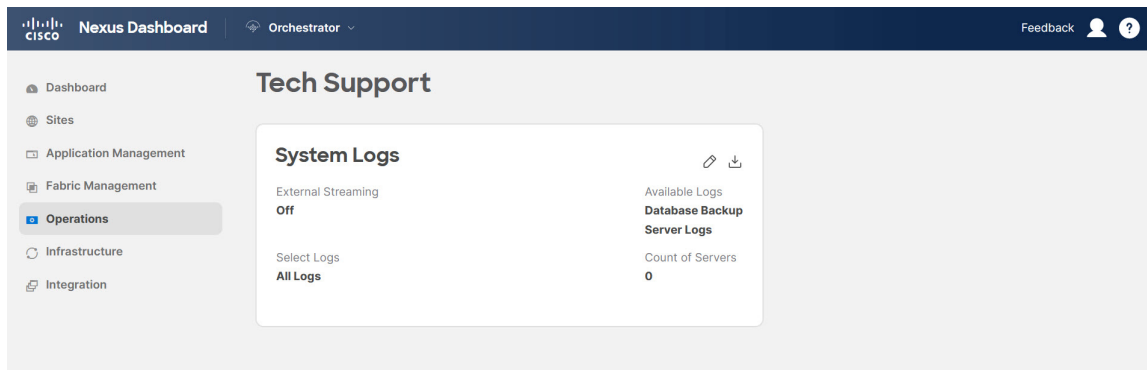 cisco Nexus Dashboard Orchestrator Feedback ?
Dashboard
Sites
Application Management
Fabric Management
Operations
Infrastructure
Integration
Tech Support
System Logs
External Streaming
Off
Available Logs
Database Backup
Server Logs
Select Logs
All Logs
Count of Servers
0